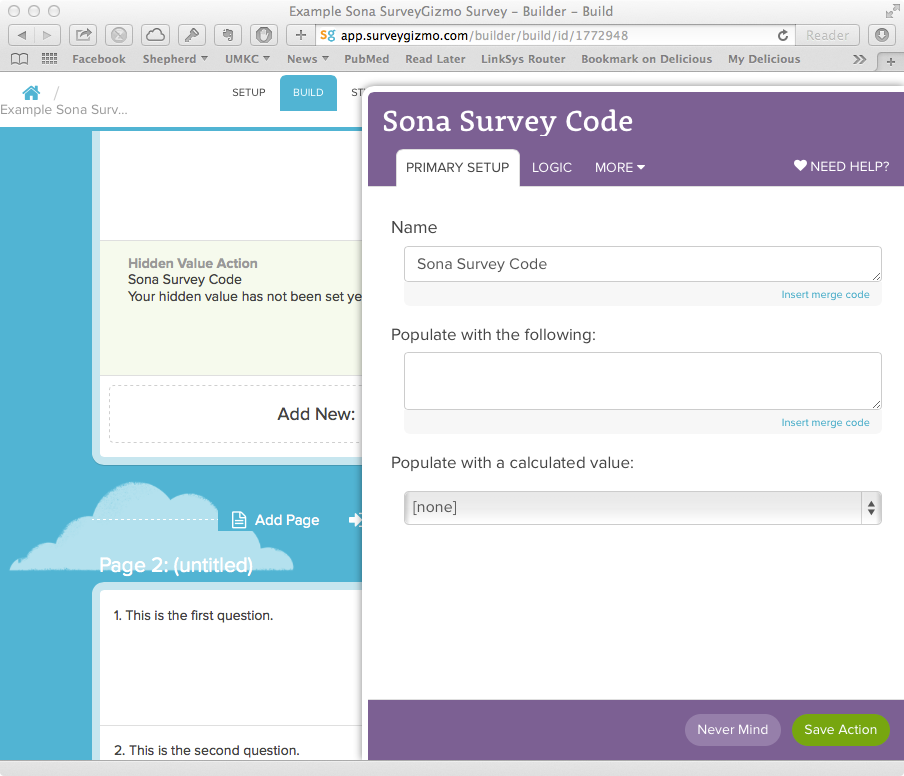 Example Sona SurveyGizmo Survey – Builder – Build
sg app.surveygizmo.com/builder/build/id/1772948
Reader
Facebook Shepherd UMKC News PubMed Read Later LinkSys Router Bookmark on Delicious My Delicious
SETUP BUILD ST
/
Example Sona Surv...
Sona Survey Code
PRIMARY SETUP LOGIC MORE NEED HELP?
Name
Sona Survey Code
Insert merge code
Populate with the following:
Insert merge code
Populate with a calculated value:
[none]
Never Mind Save Action
Hidden Value Action
Sona Survey Code
Your hidden value has not been set ye
Add New:
Add Page
Page 2: (untitled)
1. This is the first question.
2. This is the second question.